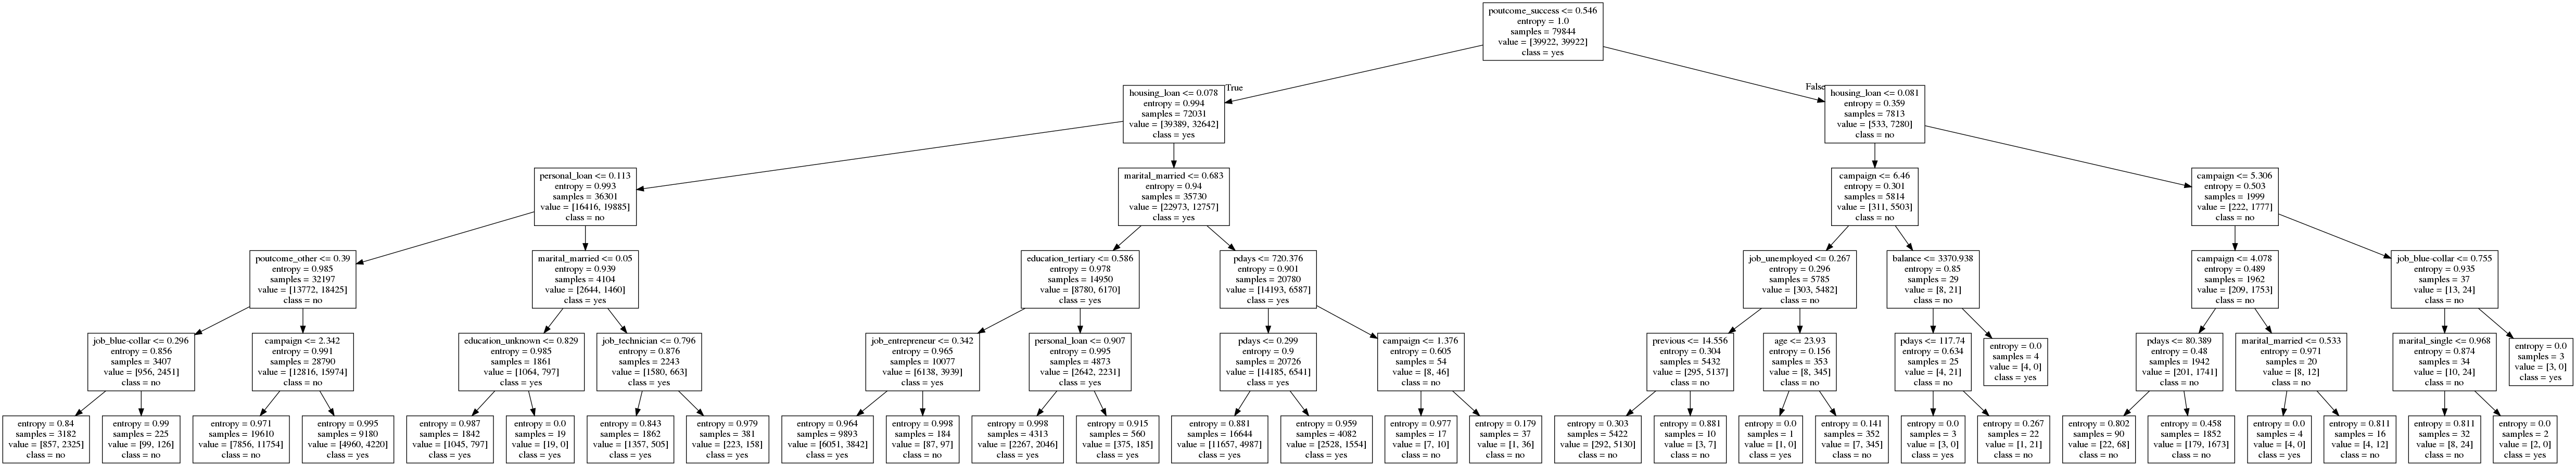 poutcome_success <= 0.546
entropy = 1.0
samples = 79844
value = [39922, 39922]
class = yes
True
False
housing_loan <= 0.078
entropy = 0.994
samples = 72031
value = [39389, 32642]
class = yes
housing_loan <= 0.081
entropy = 0.359
samples = 7813
value = [533, 7280]
class = no
personal_loan <= 0.113
entropy = 0.993
samples = 36301
value = [16416, 19885]
class = no
marital_married <= 0.683
entropy = 0.94
samples = 35730
value = [22973, 12757]
class = yes
campaign <= 6.46
entropy = 0.301
samples = 5814
value = [311, 5503]
class = no
campaign <= 5.306
entropy = 0.503
samples = 1999
value = [222, 1777]
class = no
poutcome_other <= 0.39
entropy = 0.985
samples = 32197
value = [13772, 18425]
class = no
marital_married <= 0.05
entropy = 0.939
samples = 4104
value = [2644, 1460]
class = yes
education_tertiary <= 0.586
entropy = 0.978
samples = 14950
value = [8780, 6170]
class = yes
pdays <= 720.376
entropy = 0.901
samples = 20780
value = [14193, 6587]
class = yes
job_unemployed <= 0.267
entropy = 0.296
samples = 5785
value = [303, 5482]
class = no
balance <= 3370.938
entropy = 0.85
samples = 29
value = [8, 21]
class = no
campaign <= 4.078
entropy = 0.489
samples = 1962
value = [209, 1753]
class = no
job_blue-collar <= 0.755
entropy = 0.935
samples = 37
value = [13, 24]
class = no
job_blue-collar <= 0.296
entropy = 0.856
samples = 3407
value = [956, 2451]
class = no
campaign <= 2.342
entropy = 0.991
samples = 28790
value = [12816, 15974]
class = no
education_unknown <= 0.829
entropy = 0.985
samples = 1861
value = [1064, 797]
class = yes
job_technician <= 0.796
entropy = 0.876
samples = 2243
value = [1580, 663]
class = yes
job_entrepreneur <= 0.342
entropy = 0.965
samples = 10077
value = [6138, 3939]
class = yes
personal_loan <= 0.907
entropy = 0.995
samples = 4873
value = [2642, 2231]
class = yes
pdays <= 0.299
entropy = 0.9
samples = 20726
value = [14185, 6541]
class = yes
campaign <= 1.376
entropy = 0.605
samples = 54
value = [8, 46]
class = no
previous <= 14.556
entropy = 0.304
samples = 5432
value = [295, 5137]
class = no
age <= 23.93
entropy = 0.156
samples = 353
value = [8, 345]
class = no
pdays <= 117.74
entropy = 0.634
samples = 25
value = [4, 21]
class = no
entropy = 0.0
samples = 4
value = [4, 0]
class = yes
pdays <= 80.389
entropy = 0.48
samples = 1942
value = [201, 1741]
class = no
marital_married <= 0.533
entropy = 0.971
samples = 20
value = [8, 12]
class = no
marital_single <= 0.968
entropy = 0.874
samples = 34
value = [10, 24]
class = no
entropy = 0.0
samples = 3
value = [3, 0]
class = yes
entropy = 0.84
samples = 3182
value = [857, 2325]
class = no
entropy = 0.99
samples = 225
value = [99, 126]
class = no
entropy = 0.971
samples = 19610
value = [7856, 11754]
class = no
entropy = 0.995
samples = 9180
value = [4960, 4220]
class = yes
entropy = 0.987
samples = 1842
value = [1045, 797]
class = yes
entropy = 0.0
samples = 19
value = [19, 0]
class = yes
entropy = 0.843
samples = 1862
value = [1357, 505]
class = yes
entropy = 0.979
samples = 381
value = [223, 158]
class = yes
entropy = 0.964
samples = 9893
value = [6051, 3842]
class = yes
entropy = 0.998
samples = 184
value = [87, 97]
class = no
entropy = 0.998
samples = 4313
value = [2267, 2046]
class = yes
entropy = 0.915
samples = 560
value = [375, 185]
class = yes
entropy = 0.881
samples = 16644
value = [11657, 4987]
class = yes
entropy = 0.959
samples = 4082
value = [2528, 1554]
class = yes
entropy = 0.977
samples = 17
value = [7, 10]
class = no
entropy = 0.179
samples = 37
value = [1, 36]
class = no
entropy = 0.303
samples = 5422
value = [292, 5130]
class = no
entropy = 0.881
samples = 10
value = [3, 7]
class = no
entropy = 0.0
samples = 1
value = [1, 0]
class = yes
entropy = 0.141
samples = 352
value = [7, 345]
class = no
entropy = 0.0
samples = 3
value = [3, 0]
class = yes
entropy = 0.267
samples = 22
value = [1, 21]
class = no
entropy = 0.802
samples = 90
value = [22, 68]
class = no
entropy = 0.458
samples = 1852
value = [179, 1673]
class = no
entropy = 0.0
samples = 4
value = [4, 0]
class = yes
entropy = 0.811
samples = 16
value = [4, 12]
class = no
entropy = 0.811
samples = 32
value = [8, 24]
class = no
entropy = 0.0
samples = 2
value = [2, 0]
class = yes